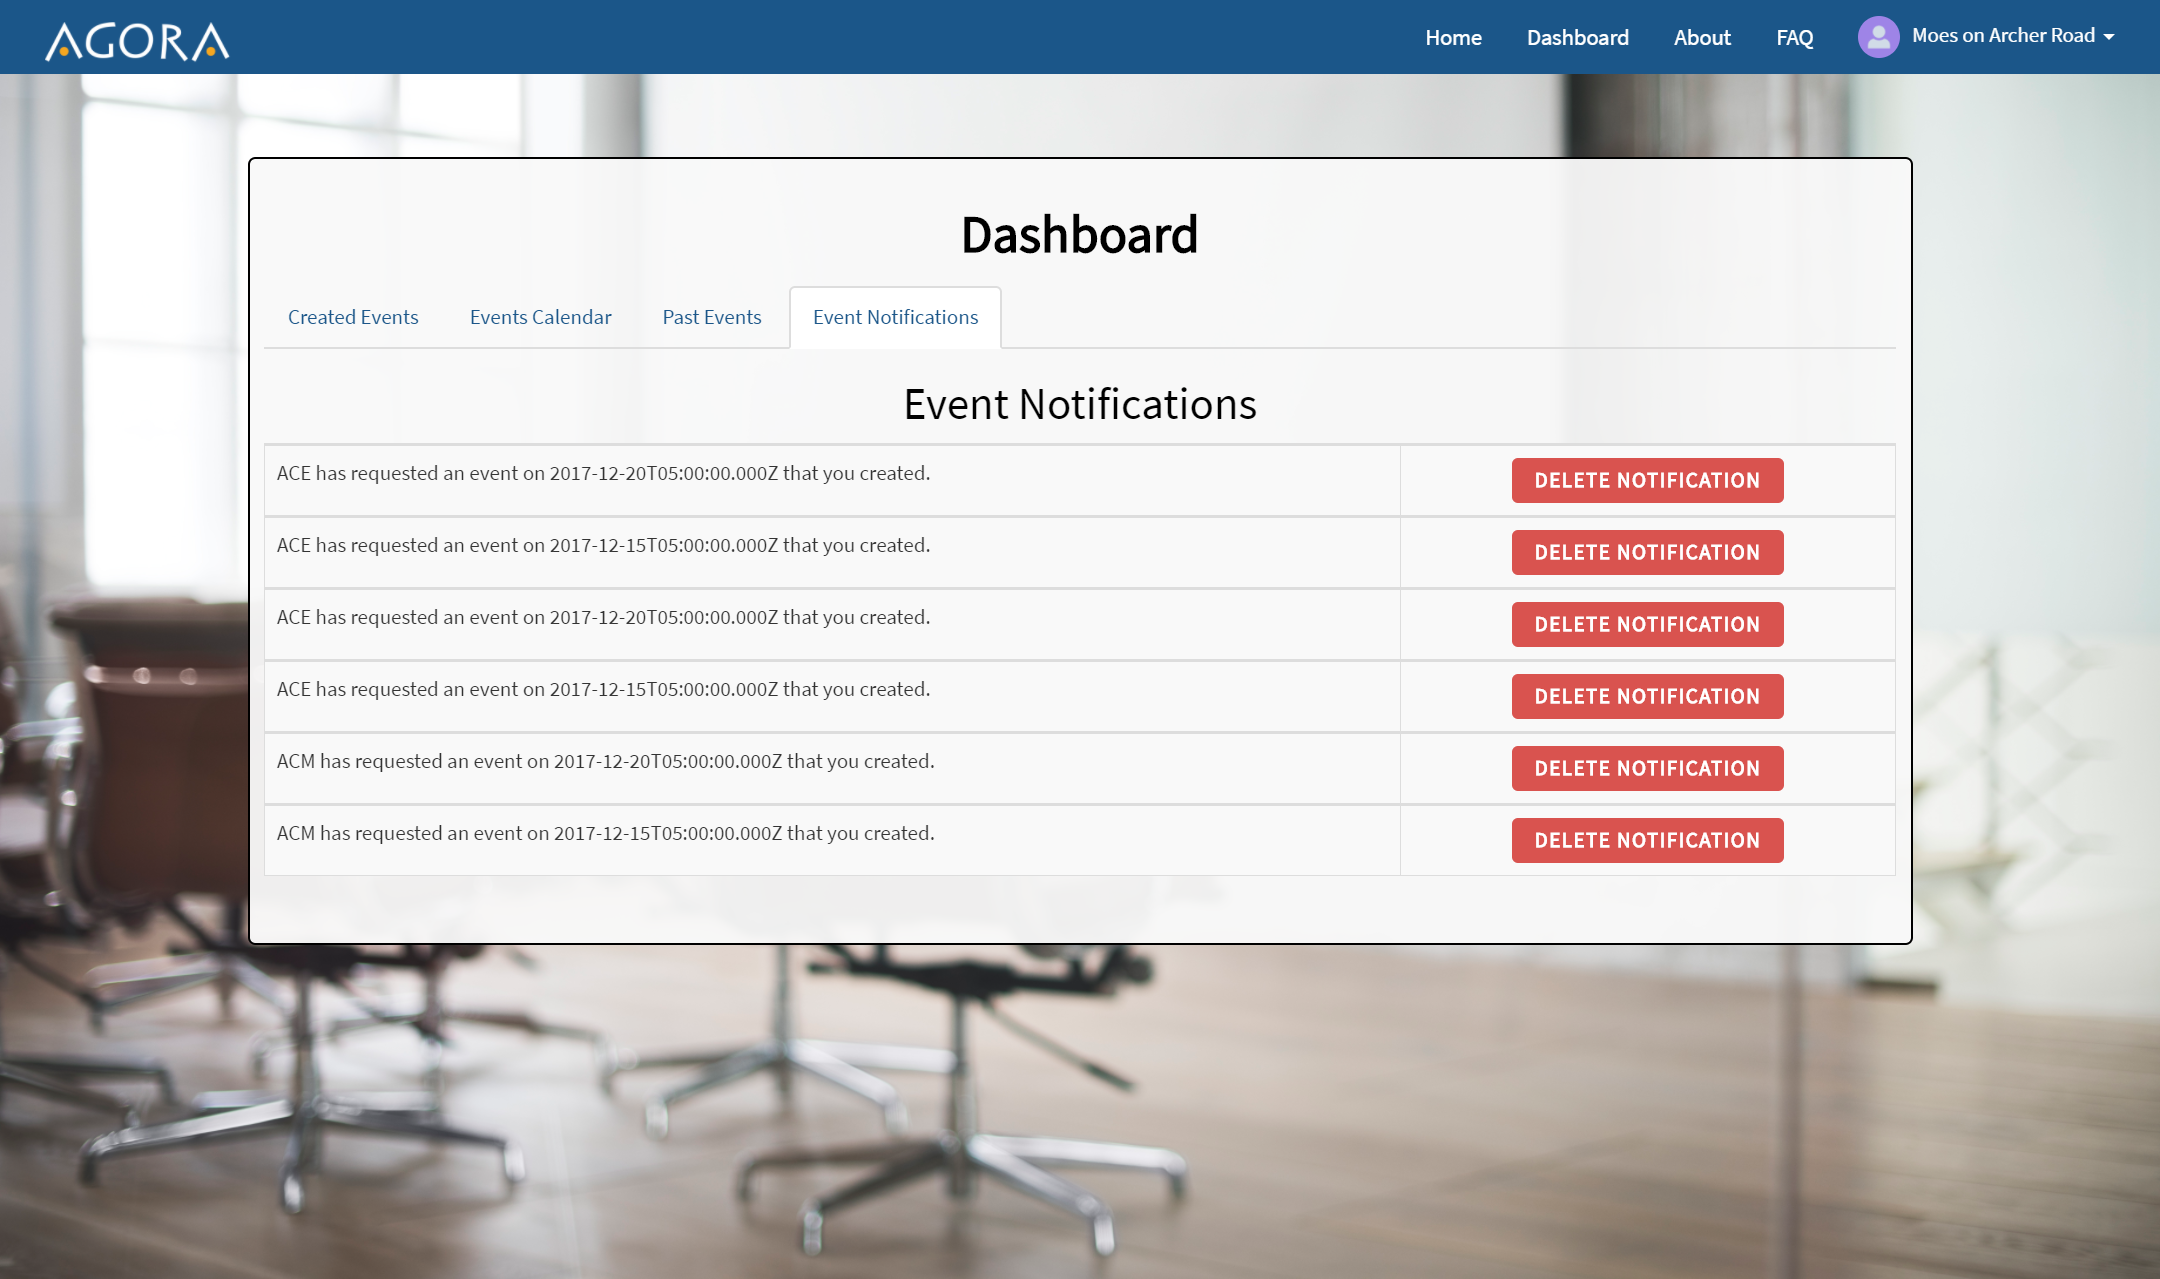 AGORA
Home Dashboard About FAQ Moes on Archer Road
Dashboard
Created Events Events Calendar Past Events Event Notifications
Event Notifications
ACE has requested an event on 2017-12-20T05:00:00.000Z that you created. DELETE NOTIFICATION
ACE has requested an event on 2017-12-15T05:00:00.000Z that you created. DELETE NOTIFICATION
ACE has requested an event on 2017-12-20T05:00:00.000Z that you created. DELETE NOTIFICATION
ACE has requested an event on 2017-12-15T05:00:00.000Z that you created. DELETE NOTIFICATION
ACM has requested an event on 2017-12-20T05:00:00.000Z that you created. DELETE NOTIFICATION
ACM has requested an event on 2017-12-15T05:00:00.000Z that you created. DELETE NOTIFICATION